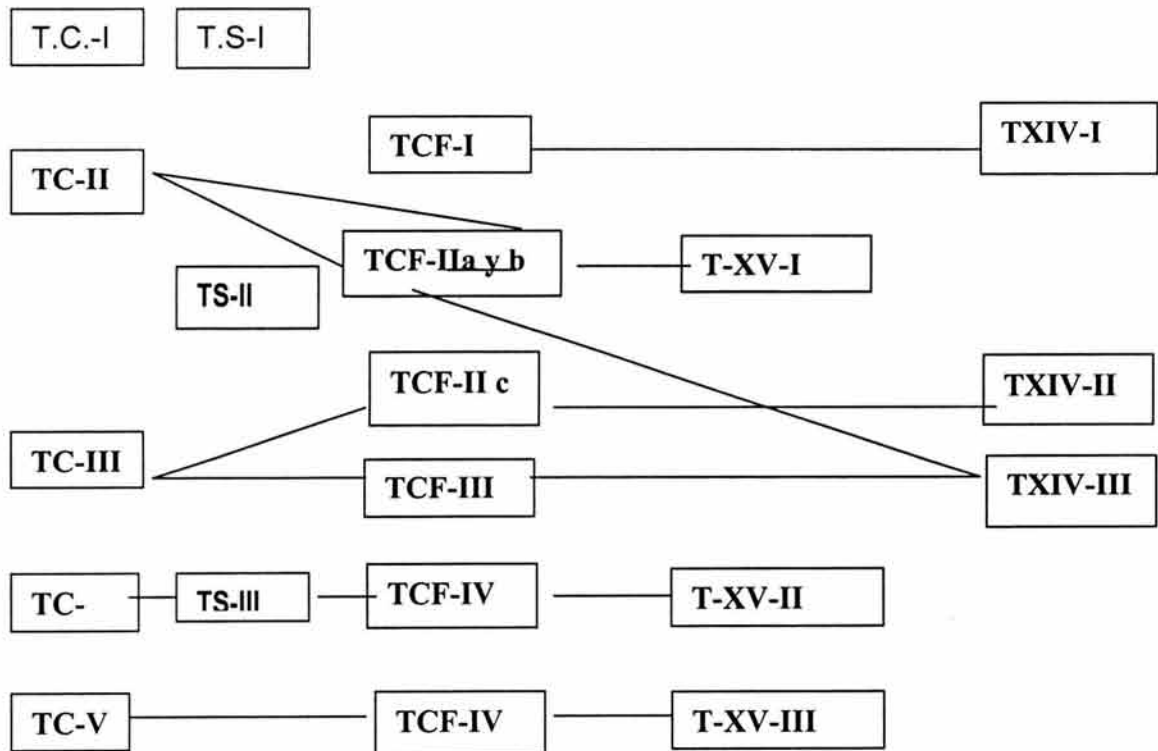 T.C.-I
T.S-I
TCF-I
TXIV-I
TC-II
TCF-IIa y b
T-XV-I
TS-II
TCF-II c
TXIV-II
TC-III
TCF-III
TXIV-III
TC-
TS-III
TCF-IV
T-XV-II
TC-V
TCF-IV
T-XV-III